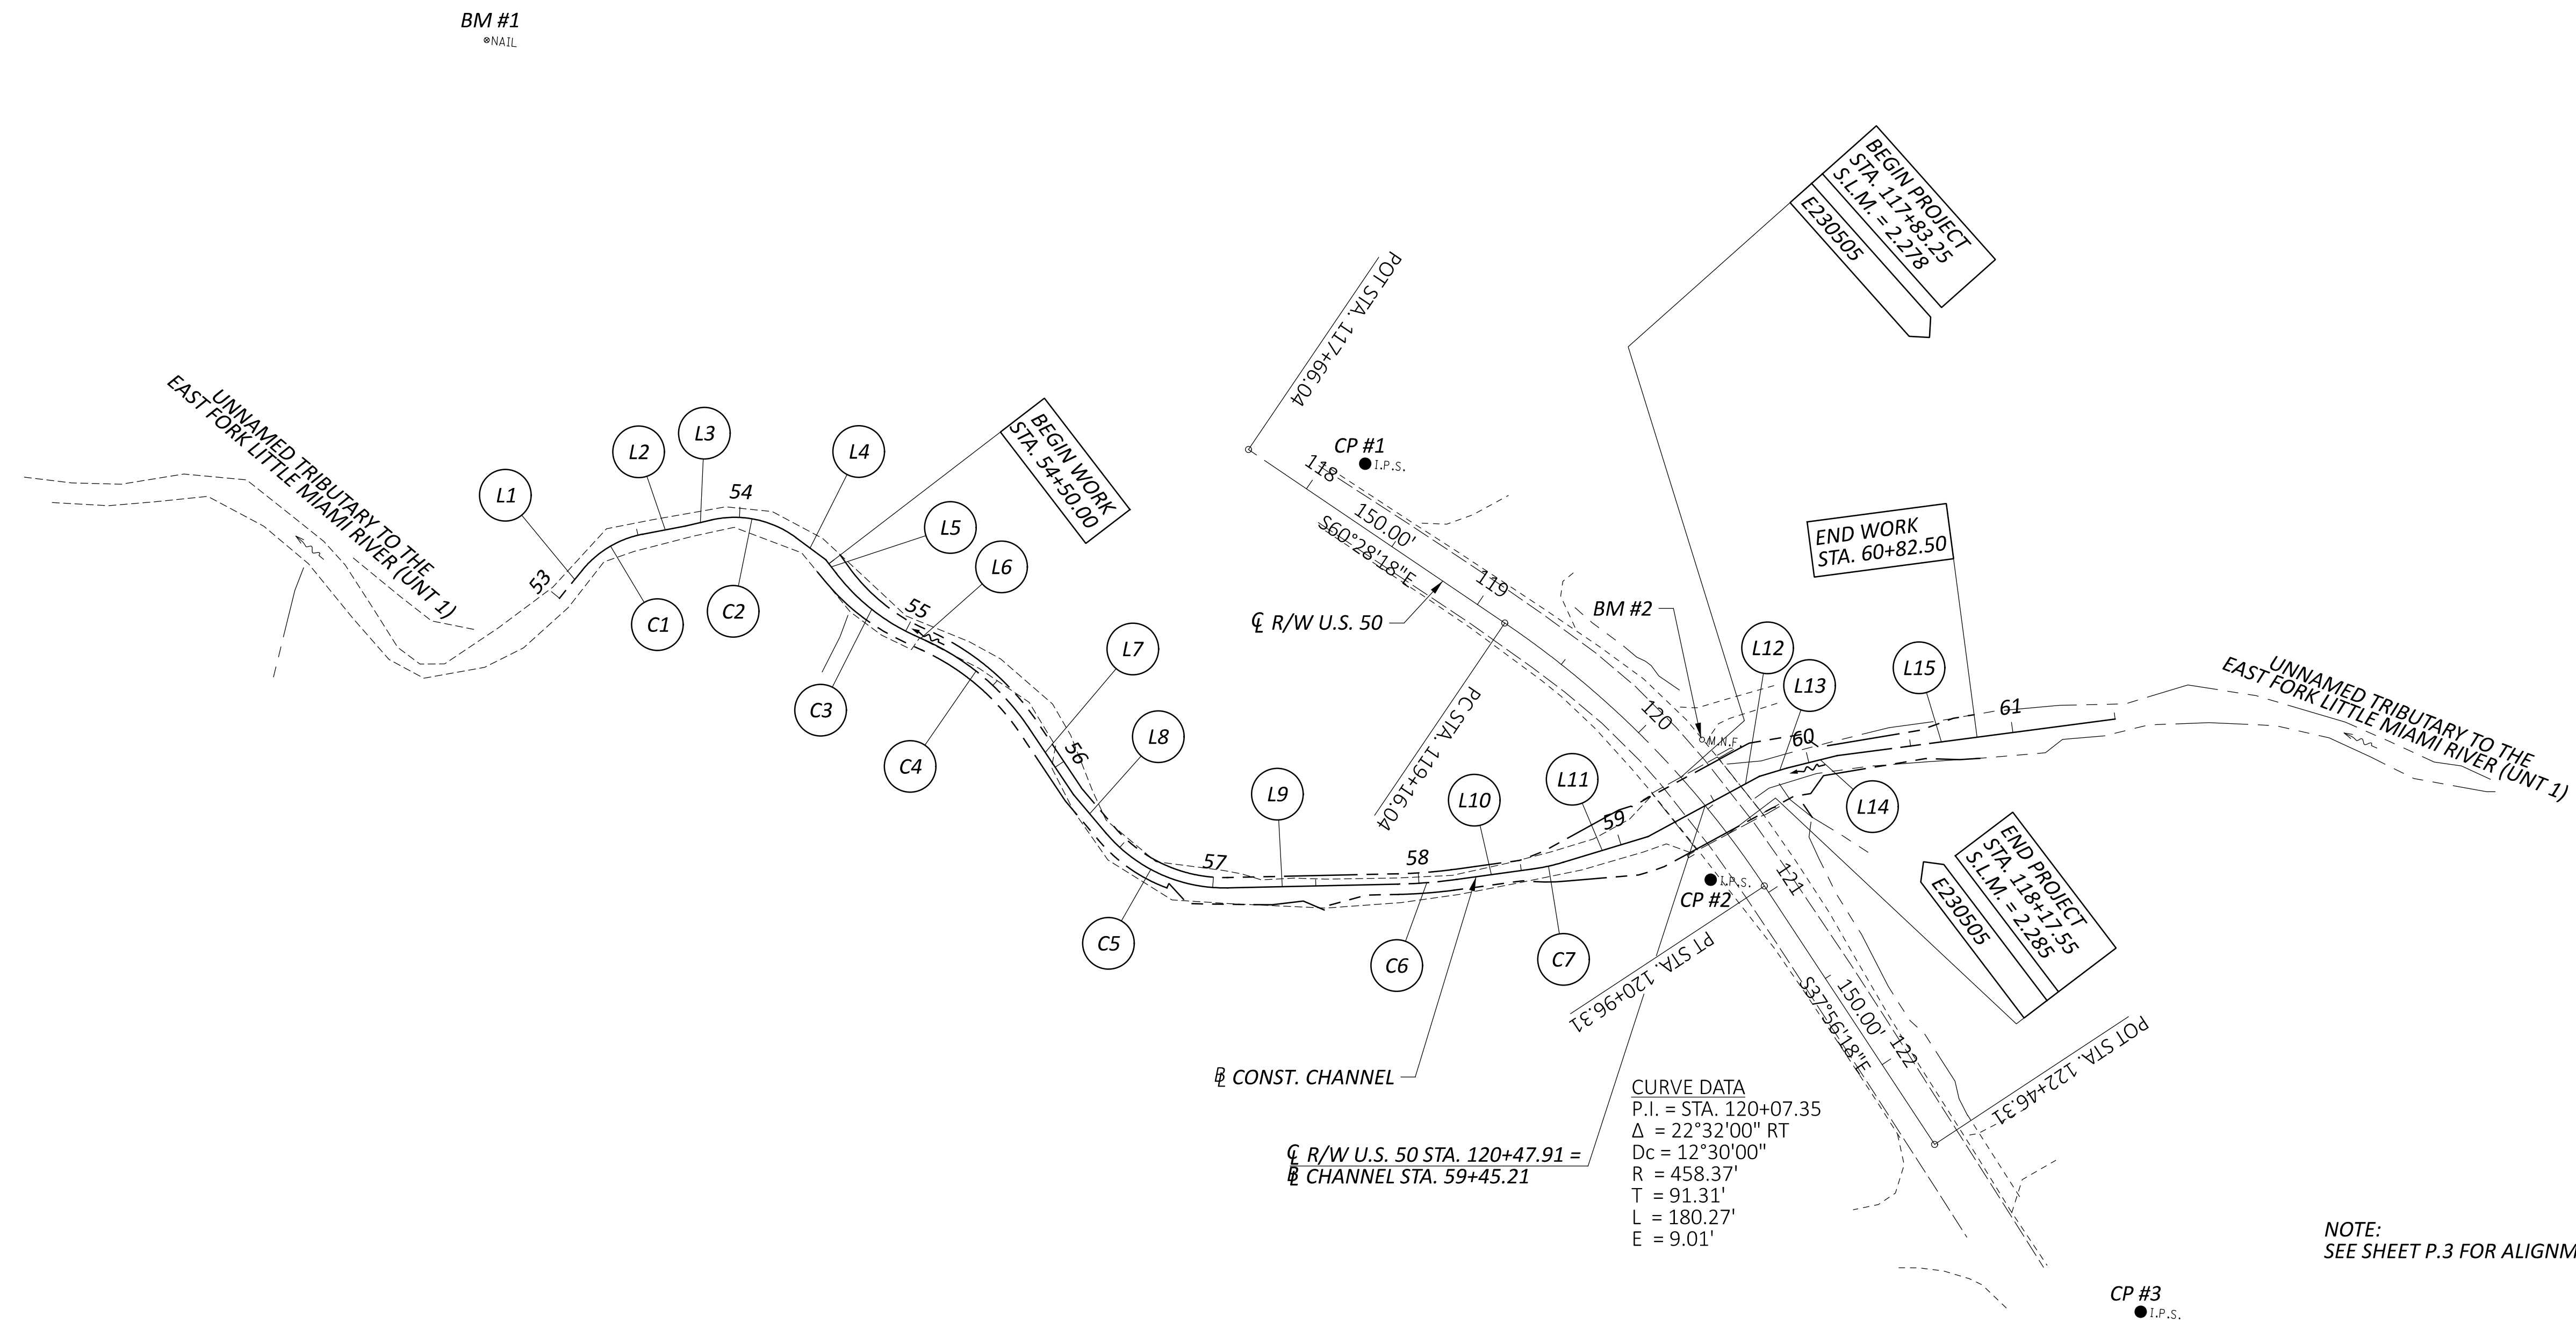 BM #1
NAIL
BEGIN PROJECT
STA. 117+83.25
S.L.M. = 2.278
E230505
POT STA. 117+66.04
UNNAMED TRIBUTARY TO THE
EAST FORK LITTLE MIAMI RIVER (UNT 1)
L1
L2
L3
L4
L5
L6
L7
L8
L9
L10
L11
L12
L13
L14
L15
C1
C2
C3
C4
C5
C6
C7
53
54
55
56
57
58
59
60
61
BEGIN WORK
STA. 54+50.00
CP #1
I.P.S.
118
150.00'
S60°28'18"E
119
℄ R/W U.S. 50
BM #2
M.N.F.
PC STA. 119+16.04
120
END WORK
STA. 60+82.50
UNNAMED TRIBUTARY TO THE
EAST FORK LITTLE MIAMI RIVER (UNT 1)
I.P.S.
CP #2
121
PT STA. 120+96.31
150.00'
S37°56'18"E
122
POT STA. 122+46.31
END PROJECT
STA. 118+17.55
S.L.M. = 2.285
E230505
BL CONST. CHANNEL
℄ R/W U.S. 50 STA. 120+47.91 =
BL CHANNEL STA. 59+45.21
CURVE DATA
P.I. = STA. 120+07.35
Δ = 22°32'00" RT
Dc = 12°30'00"
R = 458.37'
T = 91.31'
L = 180.27'
E = 9.01'
NOTE:
SEE SHEET P.3 FOR ALIGNM
CP #3
I.P.S.